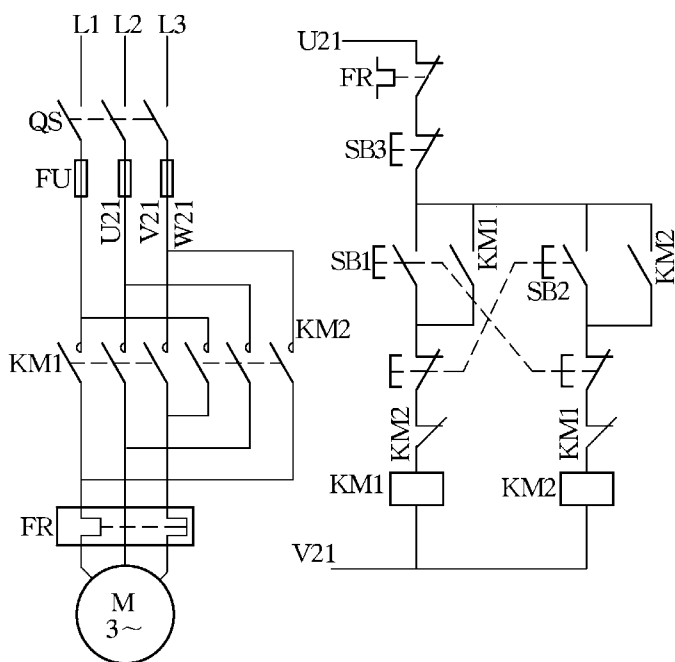 L1 L2 L3
QS
FU
U21
V21
W21
KM1
KM2
FR
M
3~
U21
FR
SB3
SB1
KM1
SB2
KM2
KM2
KM1
KM1
KM2
V21